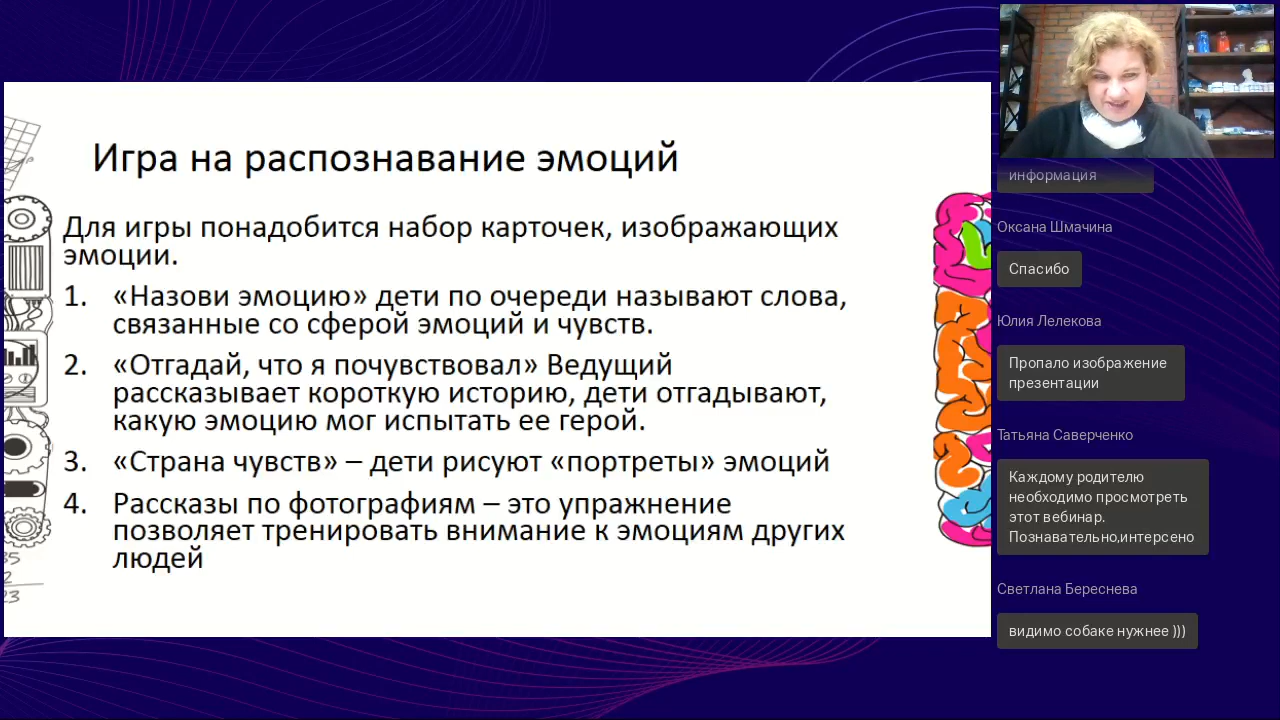 Игра на распознавание эмоций
Для игры понадобится набор карточек, изображающих
эмоции.
1. «Назови эмоцию» дети по очереди называют слова,
связанные со сферой эмоций и чувств.
2. «Отгадай, что я почувствовал» Ведущий
рассказывает короткую историю, дети отгадывают,
какую эмоцию мог испытать ее герой.
3. «Страна чувств» – дети рисуют «портреты» эмоций
4. Рассказы по фотографиям – это упражнение
позволяет тренировать внимание к эмоциям других
людей
информация
Оксана Шмачина
Спасибо
Юлия Лелекова
Пропало изображение
презентации
Татьяна Саверченко
Каждому родителю
необходимо просмотреть
этот вебинар.
Познавательно,интерсено
Светлана Береснева
видимо собаке нужнее )))